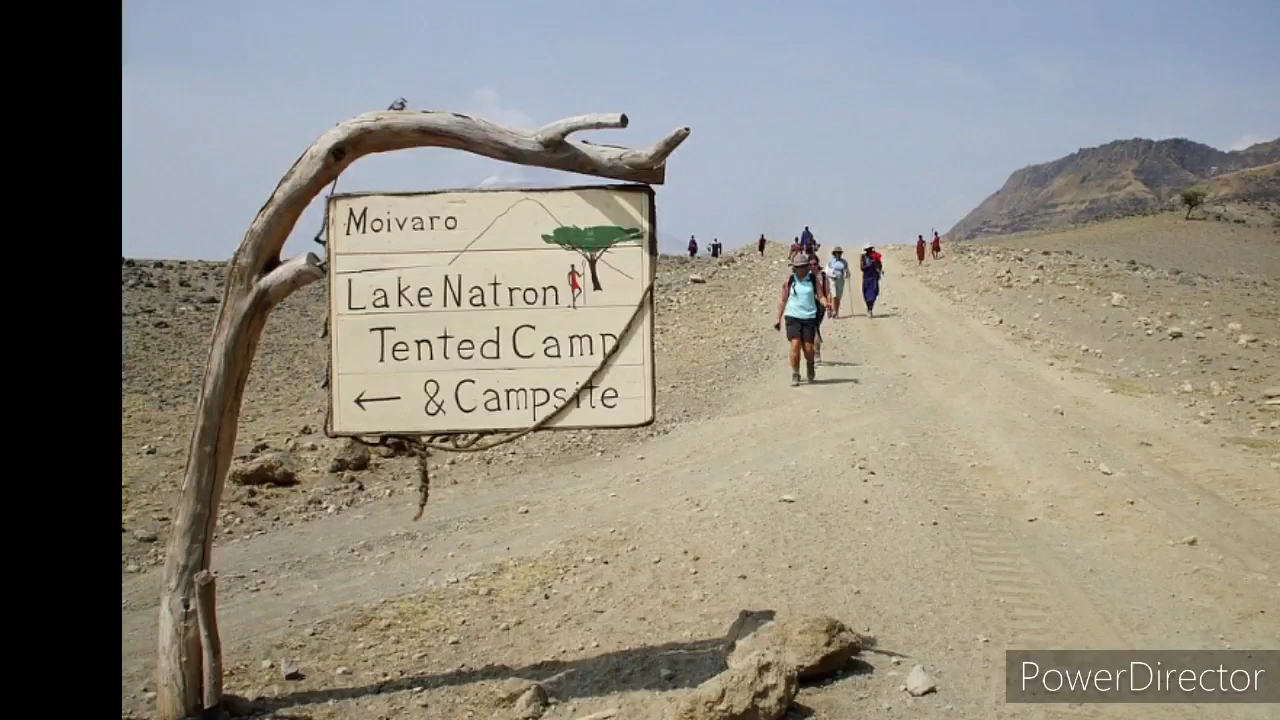 Moivaro
Lake Natron
Tented Camp
← & Campsite
PowerDirector